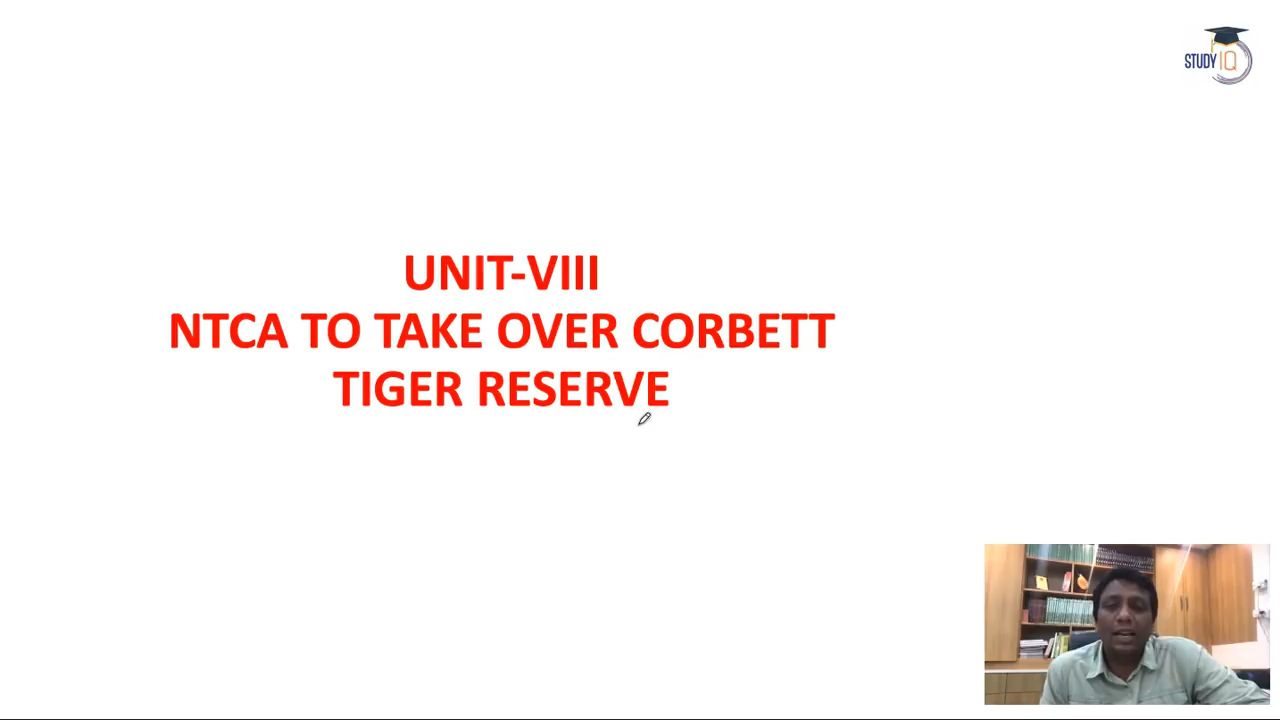 STUDY IQ
UNIT-VIII
NTCA TO TAKE OVER CORBETT
TIGER RESERVE